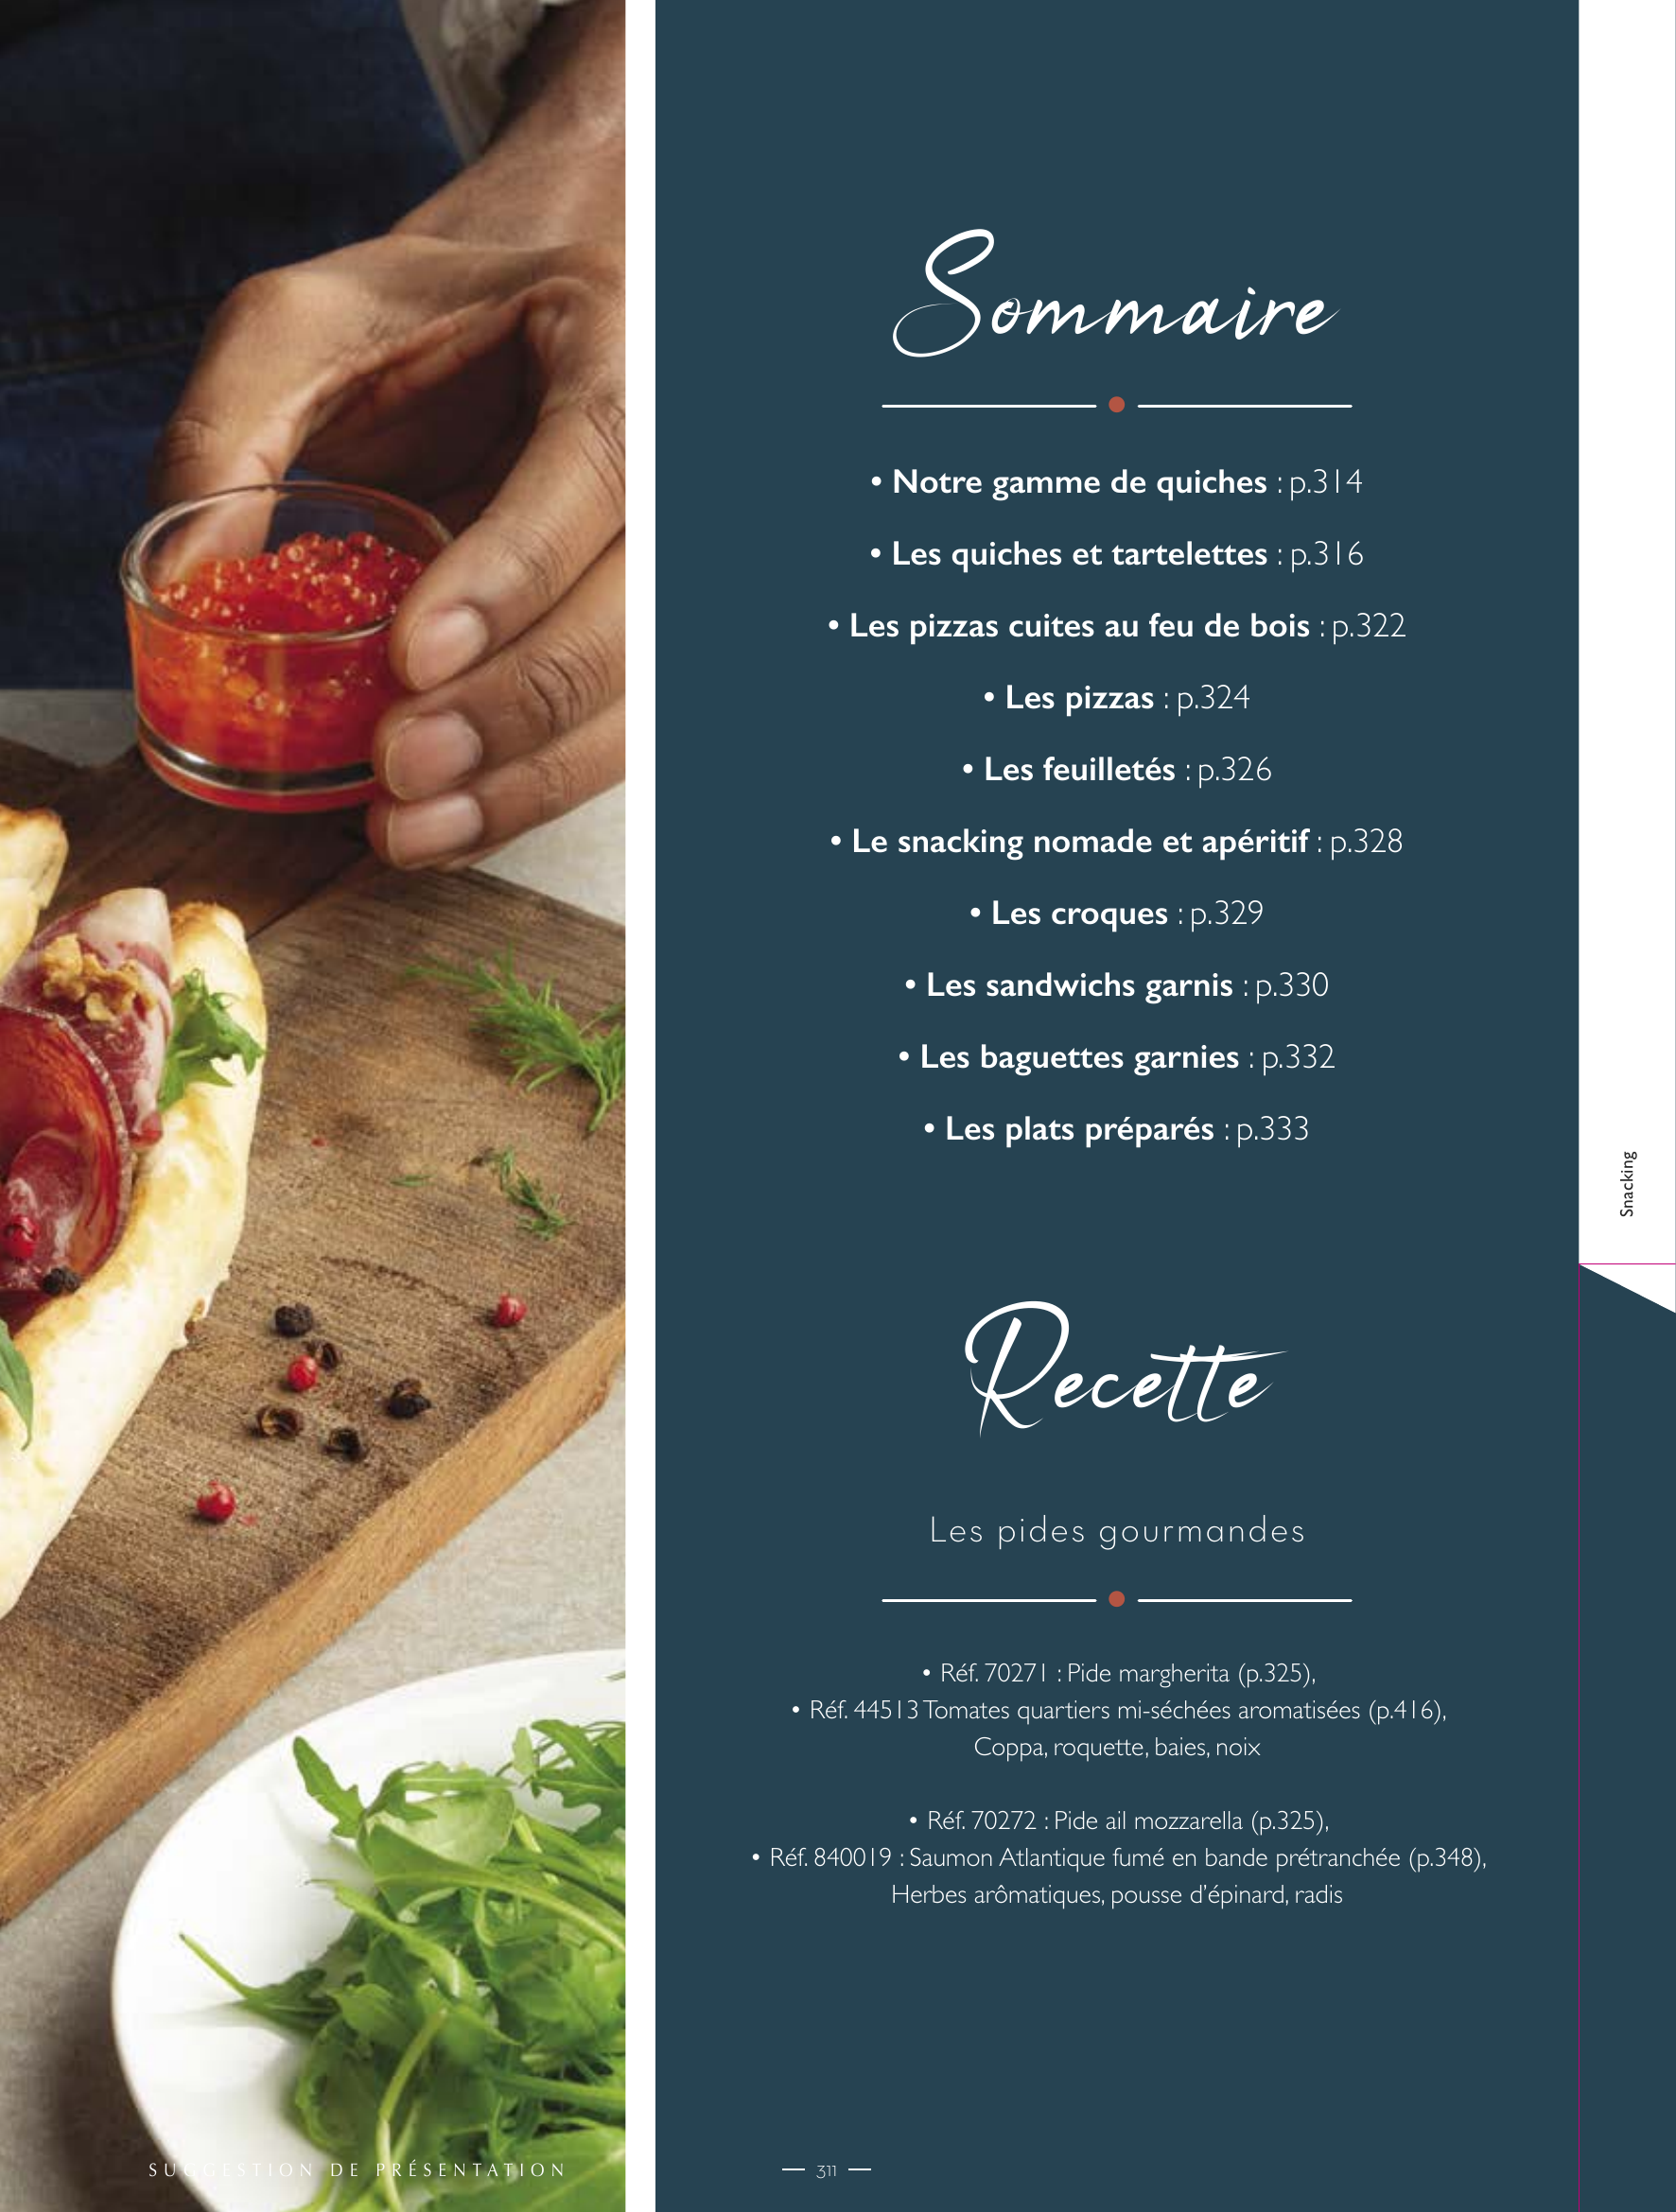 Sommaire
• Notre gamme de quiches : p.314
• Les quiches et tartelettes : p.316
• Les pizzas cuites au feu de bois : p.322
• Les pizzas : p.324
• Les feuilletés : p.326
• Le snacking nomade et apéritif : p.328
• Les croques : p.329
• Les sandwichs garnis : p.330
• Les baguettes garnies : p.332
• Les plats préparés : p.333
Snacking
Recette
Les pides gourmandes
• Réf. 70271 : Pide margherita (p.325),
• Réf. 44513 Tomates quartiers mi-séchées aromatisées (p.416),
Coppa, roquette, baies, noix
• Réf. 70272 : Pide ail mozzarella (p.325),
• Réf. 840019 : Saumon Atlantique fumé en bande prétranchée (p.348),
Herbes arômatiques, pousse d'épinard, radis
SUGGESTION DE PRÉSENTATION
311